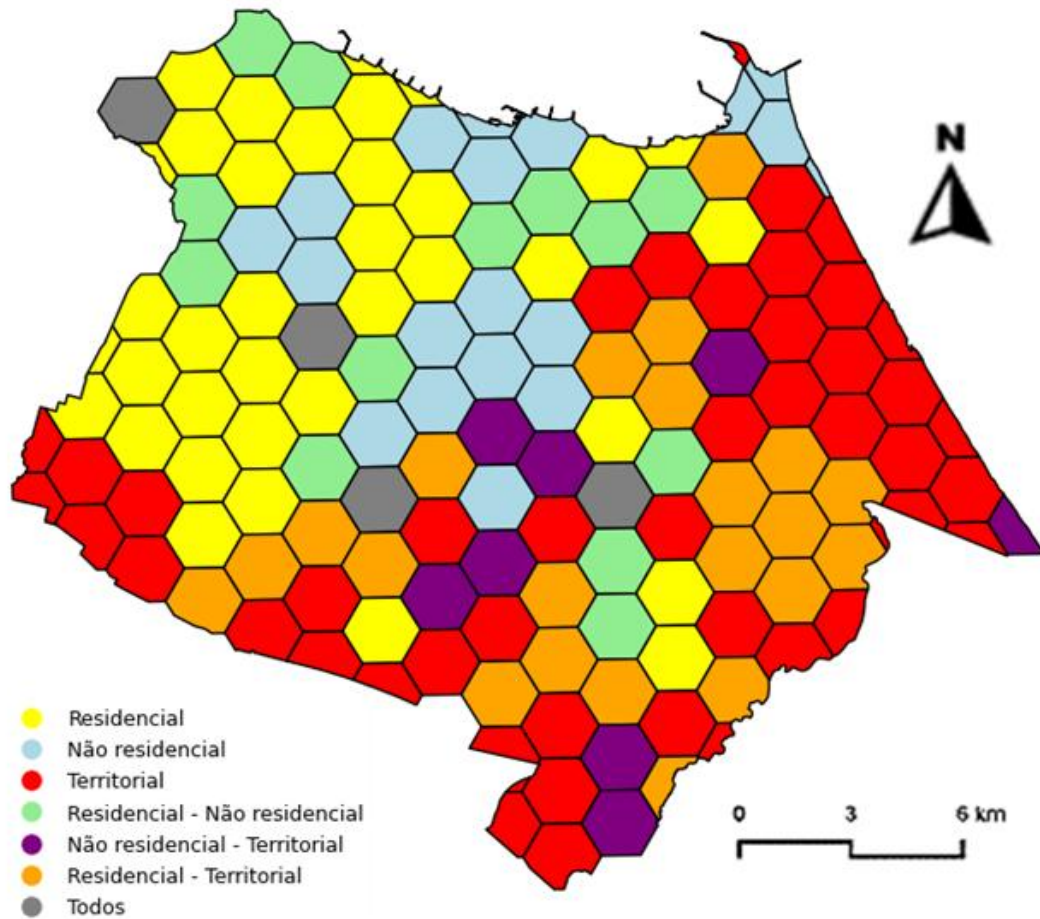 N
Residencial
Não residencial
Territorial
Residencial - Não residencial
Não residencial - Territorial
Residencial - Territorial
Todos
0 3 6 km